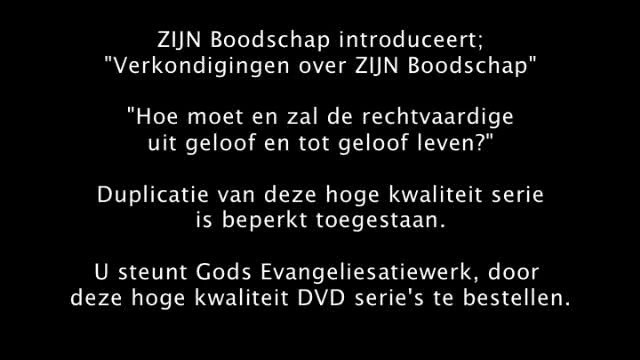 ZIJN Boodschap introduceert;
"Verkondigingen over ZIJN Boodschap"
"Hoe moet en zal de rechtvaardige
uit geloof en tot geloof leven?"
Duplicatie van deze hoge kwaliteit serie
is beperkt toegestaan.
U steunt Gods Evangeliesatiewerk, door
deze hoge kwaliteit DVD serie's te bestellen.